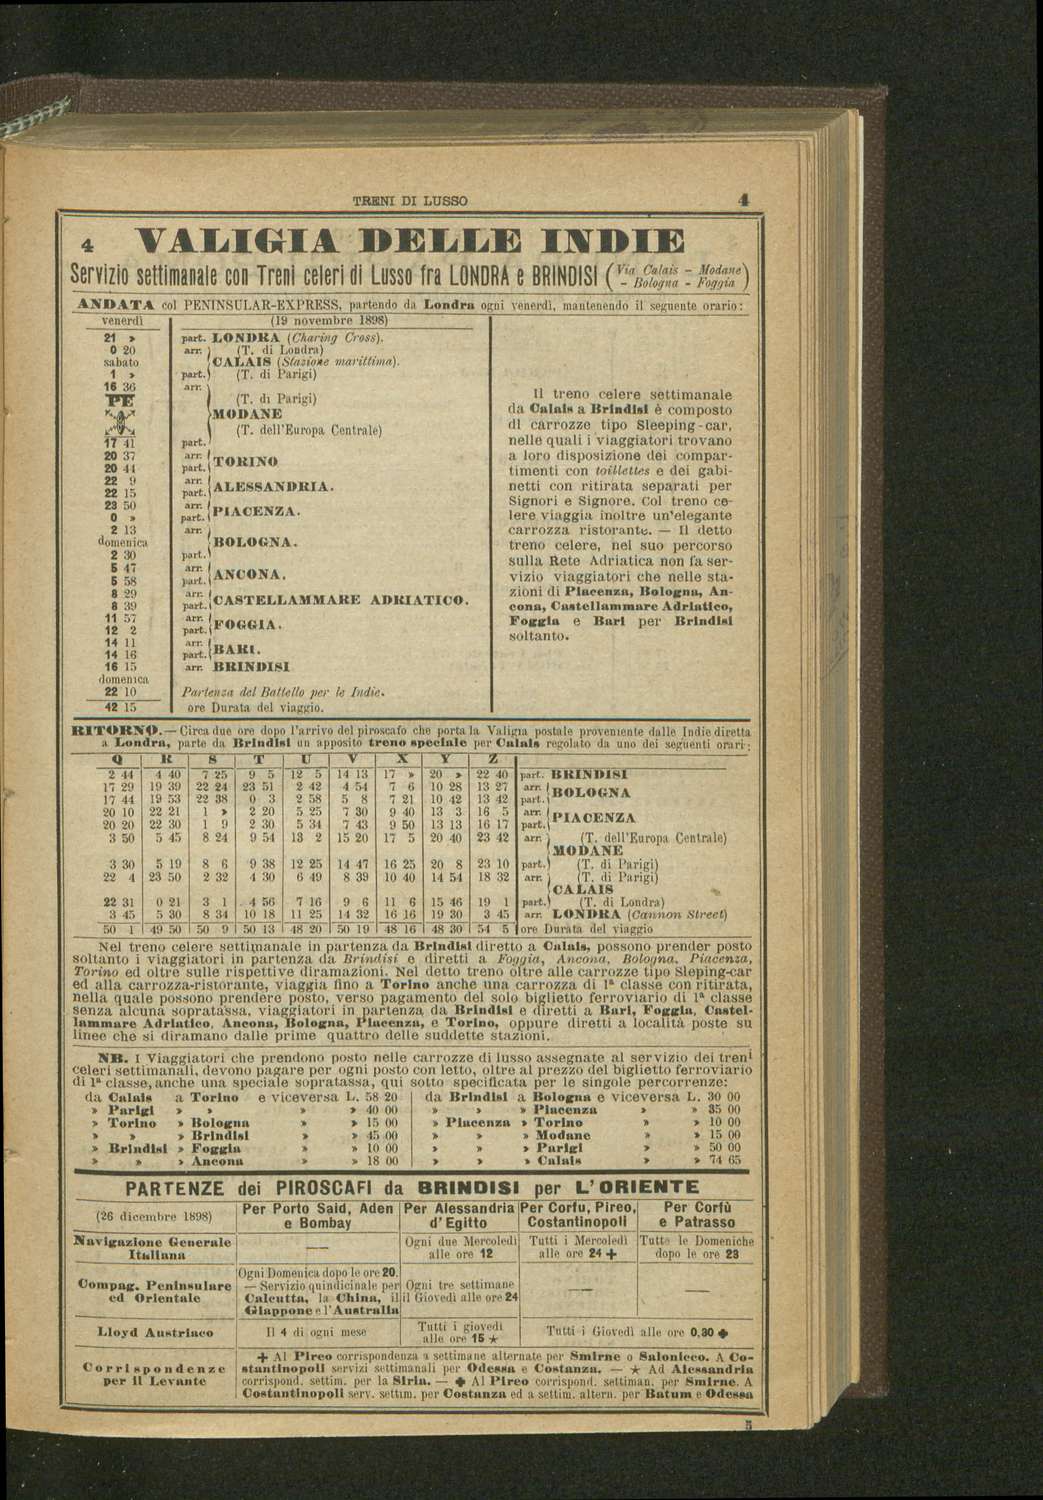 TRENI DI LUSSO 4
4 VALIGIA DELLE INDIE
Servizio settimanale con Treni celeri di Lusso fra LONDRA e BRINDISI (Via Calais - Modane - Bologna - Foggia)
ANDATA col PENINSULAR-EXPRESS, partendo da Londra ogni venerdì, mantenendo il seguente orario:
venerdì (19 novembre 1898)
21 » part. LONDRA (Charing Cross).
0 20 arr. (T. di Londra)
sabato CALAIS (Stazione marittima).
1 » part. (T. di Parigi)
16 36 arr.
PE (T. di Parigi)
MODANE
(T. dell'Europa Centrale)
17 41 part.
20 37 arr. TORINO
20 44 part.
22 9 arr. ALESSANDRIA.
22 15 part.
23 50 arr. PIACENZA.
0 » part.
2 13 arr.
domenica BOLOGNA.
2 30 part.
5 47 arr. ANCONA.
5 58 part.
8 29 arr. CASTELLAMMARE ADRIATICO.
8 39 part.
11 57 arr. FOGGIA.
12 2 part.
14 11 arr. BARI.
14 16 part.
16 15 arr. BRINDISI
domenica
22 10 Partenza del Battello per le Indie.
42 15 ore Durata del viaggio.
Il treno celere settimanale
da Calais a Brindisi è composto
di carrozze tipo Sleeping-car,
nelle quali i viaggiatori trovano
a loro disposizione dei compar-
timenti con toillettes e dei gabi-
netti con ritirata separati per
Signori e Signore. Col treno ce-
lere viaggia inoltre un'elegante
carrozza ristorante. — Il detto
treno celere, nel suo percorso
sulla Rete Adriatica non fa ser-
vizio viaggiatori che nelle sta-
zioni di Piacenza, Bologna, An-
cona, Castellammare Adriatico,
Foggia e Bari per Brindisi
soltanto.
RITORNO.— Circa due ore dopo l'arrivo del piroscafo che porta la Valigia postale proveniente dalle Indie diretta
a Londra, parte da Brindisi un apposito treno speciale per Calais regolato da uno dei seguenti orari:
Q R S T U V X Y Z
2 44 4 40 7 25 9 5 12 5 14 13 17 » 20 » 22 40 part. BRINDISI
17 29 19 39 22 24 23 51 2 42 4 54 7 6 10 28 13 27 arr. BOLOGNA
17 44 19 53 22 38 0 3 2 58 5 8 7 21 10 42 13 42 part.
20 10 22 21 1 » 2 20 5 25 7 30 9 40 13 3 16 5 arr. PIACENZA
20 20 22 30 1 9 2 30 5 34 7 43 9 50 13 13 16 17 part.
3 50 5 45 8 24 9 54 13 2 15 20 17 5 20 40 23 42 arr. (T. dell'Europa Centrale)
MODANE
3 30 5 19 8 6 9 38 12 25 14 47 16 25 20 8 23 10 part. (T. di Parigi)
22 4 23 50 2 32 4 30 6 49 8 39 10 40 14 54 18 32 arr. (T. di Parigi)
CALAIS
22 31 0 21 3 1 4 56 7 16 9 6 11 6 15 46 19 1 part. (T. di Londra)
3 45 5 30 8 34 10 18 11 25 14 32 16 16 19 30 3 45 arr. LONDRA (Cannon Street)
50 1 49 50 50 9 50 13 48 20 50 19 48 16 48 30 54 5 ore Durata del viaggio
Nel treno celere settimanale in partenza da Brindisi diretto a Calais, possono prender posto
soltanto i viaggiatori in partenza da Brindisi e diretti a Foggia, Ancona, Bologna, Piacenza,
Torino ed oltre sulle rispettive diramazioni. Nel detto treno oltre alle carrozze tipo Sleping-car
ed alla carrozza-ristorante, viaggia fino a Torino anche una carrozza di 1ª classe con ritirata,
nella quale possono prendere posto, verso pagamento del solo biglietto ferroviario di 1ª classe
senza alcuna sopratassa, viaggiatori in partenza da Brindisi e diretti a Bari, Foggia, Castel-
lammare Adriatico, Ancona, Bologna, Piacenza, e Torino, oppure diretti a località poste su
linee che si diramano dalle prime quattro delle suddette stazioni.
NB. I Viaggiatori che prendono posto nelle carrozze di lusso assegnate al servizio dei treni
celeri settimanali, devono pagare per ogni posto con letto, oltre al prezzo del biglietto ferroviario
di 1ª classe, anche una speciale sopratassa, qui sotto specificata per le singole percorrenze:
da Calais a Torino e viceversa L. 58 20 da Brindisi a Bologna e viceversa L. 30 00
» Parigi » » » » 40 00 » » » Piacenza » » 35 00
» Torino » Bologna » » 15 00 » Piacenza » Torino » » 10 00
» » » Brindisi » » 45 00 » » » Modane » » 15 00
» Brindisi » Foggia » » 10 00 » » » Parigi » » 50 00
» » » Ancona » » 18 00 » » » Calais » » 74 65
PARTENZE dei PIROSCAFI da BRINDISI per L'ORIENTE
(26 dicembre 1898) Per Porto Said, Aden e Bombay Per Alessandria d'Egitto Per Corfu, Pireo, Costantinopoli Per Corfù e Patrasso
Navigazione Generale Italiana — Ogni due Mercoledì alle ore 12 Tutti i Mercoledì alle ore 24 + Tutte le Domeniche dopo le ore 23
Compag. Peninsulare ed Orientale Ogni Domenica dopo le ore 20. — Servizio quindicinale per Calcutta, la China, il Giappone e l'Australia Ogni tre settimane il Giovedì alle ore 24 — —
Lloyd Austriaco Il 4 di ogni mese Tutti i giovedì alle ore 15 ★ Tutti i Giovedì alle ore 0,30 ✚
Corrispondenze per il Levante
+ Al Pireo corrispondenza a settimane alternate per Smirne o Salonicco. A Co-
stantinopoli servizi settimanali per Odessa e Costanza. — ★ Ad Alessandria
corrispond. settim. per la Siria. — ✚ Al Pireo corrispond. settiman. per Smirne. A
Costantinopoli serv. settim. per Costanza ed a settim. altern. per Batum e Odessa
5